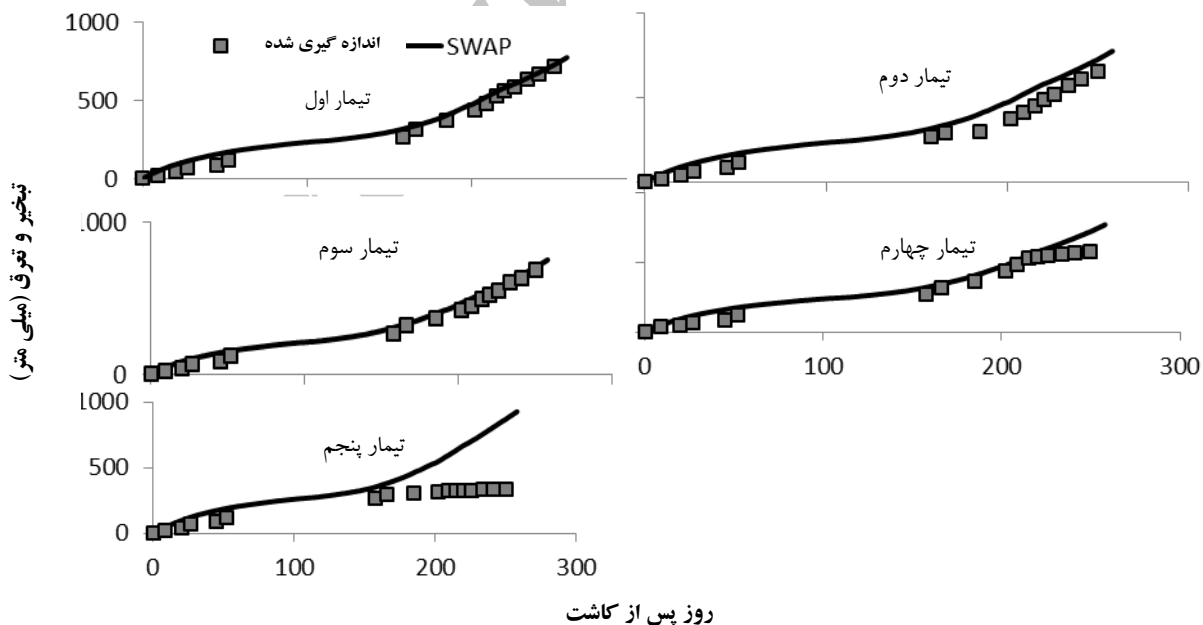 1000
اندازه گیری شده
SWAP
تیمار اول
500
0
تیمار دوم
تبخیر و تعرق (میلی متر)
1000
تیمار سوم
0
تیمار چهارم
0
100
200
300
1000
تیمار پنجم
500
0
0
100
200
300
روز پس از کاشت